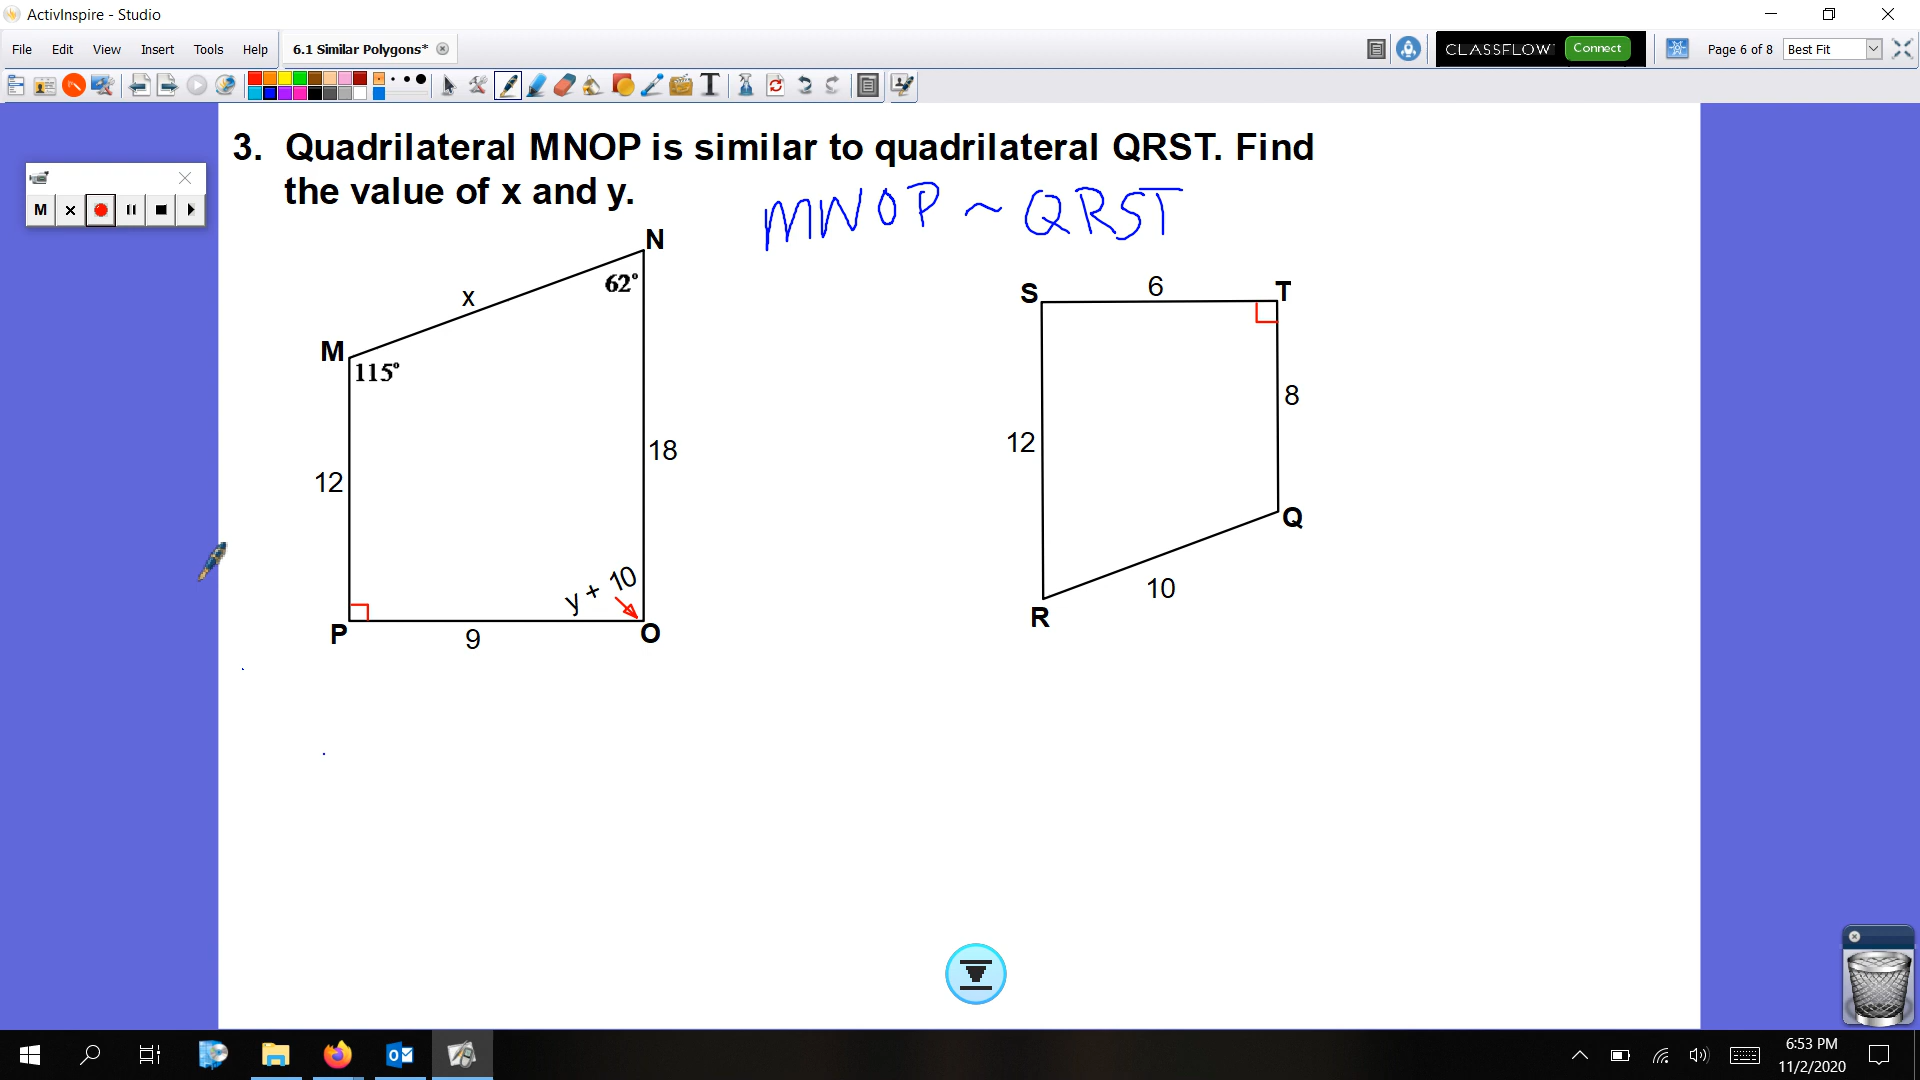 ActivInspire - Studio
File Edit View Insert Tools Help 6.1 Similar Polygons* CLASSFLOW Connect Page 6 of 8 Best Fit
3. Quadrilateral MNOP is similar to quadrilateral QRST. Find
the value of x and y.
MNOP ~ QRST
M x
N
62°
x
M
115°
12
18
y + 10
P
9
O
S
6
T
8
12
Q
10
R
6:53 PM
11/2/2020